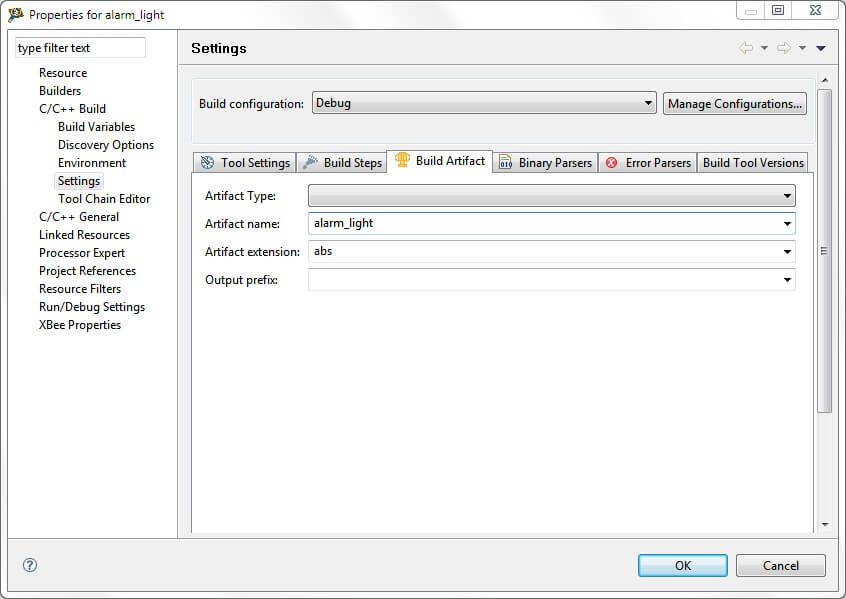 Properties for alarm_light
type filter text
Resource
Builders
C/C++ Build
Build Variables
Discovery Options
Environment
Settings
Tool Chain Editor
C/C++ General
Linked Resources
Processor Expert
Project References
Resource Filters
Run/Debug Settings
XBee Properties
Settings
Build configuration: Debug Manage Configurations...
Tool Settings Build Steps Build Artifact 010 Binary Parsers Error Parsers Build Tool Versions
Artifact Type:
Artifact name: alarm_light
Artifact extension: abs
Output prefix:
? OK Cancel